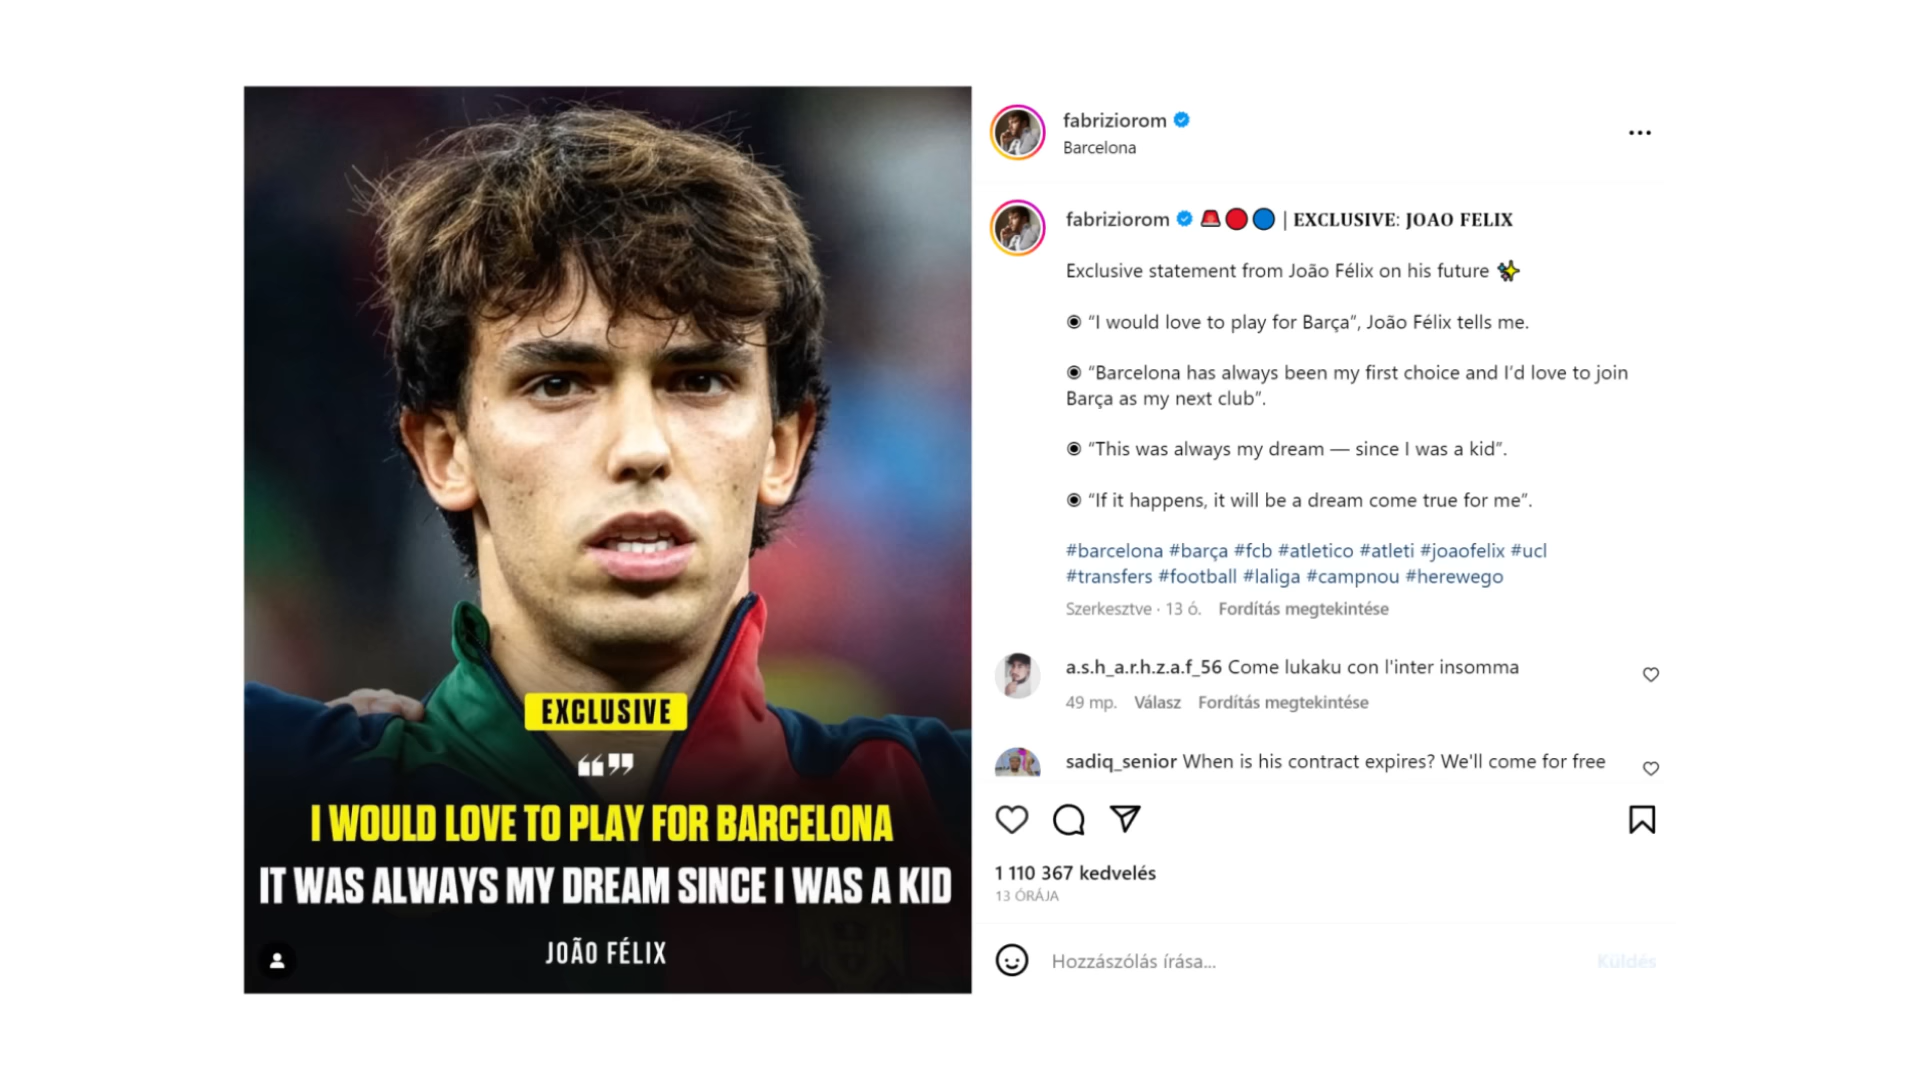 EXCLUSIVE
❝❞
I WOULD LOVE TO PLAY FOR BARCELONA
IT WAS ALWAYS MY DREAM SINCE I WAS A KID
JOÃO FÉLIX
fabriziorom
Barcelona
fabriziorom 🚨🔴🔵 | EXCLUSIVE: JOAO FELIX
Exclusive statement from João Félix on his future ✨
◉ “I would love to play for Barça”, João Félix tells me.
◉ “Barcelona has always been my first choice and I’d love to join
Barça as my next club”.
◉ “This was always my dream — since I was a kid”.
◉ “If it happens, it will be a dream come true for me”.
#barcelona #barça #fcb #atletico #atleti #joaofelix #ucl
#transfers #football #laliga #campnou #herewego
Szerkesztve · 13 ó. Fordítás megtekintése
a.s.h_a.r.h.z.a.f_56 Come lukaku con l'inter insomma
49 mp. Válasz Fordítás megtekintése
sadiq_senior When is his contract expires? We'll come for free
1 110 367 kedvelés
13 ÓRÁJA
Hozzászólás írása...
Küldés